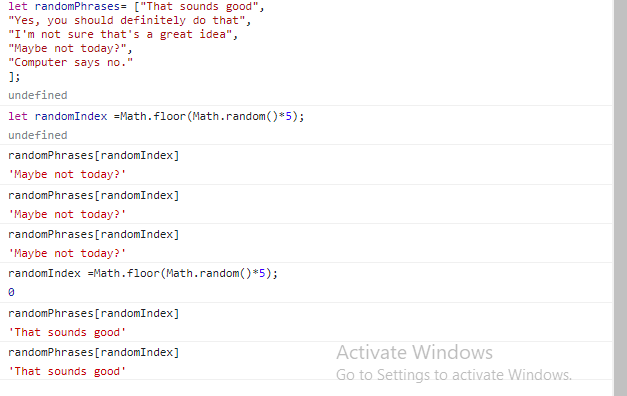 let randomPhrases= ["That sounds good",
"Yes, you should definitely do that",
"I'm not sure that's a great idea",
"Maybe not today?",
"Computer says no."
];
undefined
let randomIndex =Math.floor(Math.random()*5);
undefined
randomPhrases[randomIndex]
'Maybe not today?'
randomPhrases[randomIndex]
'Maybe not today?'
randomPhrases[randomIndex]
'Maybe not today?'
randomIndex =Math.floor(Math.random()*5);
0
randomPhrases[randomIndex]
'That sounds good'
randomPhrases[randomIndex]
'That sounds good'
Activate Windows
Go to Settings to activate Windows.